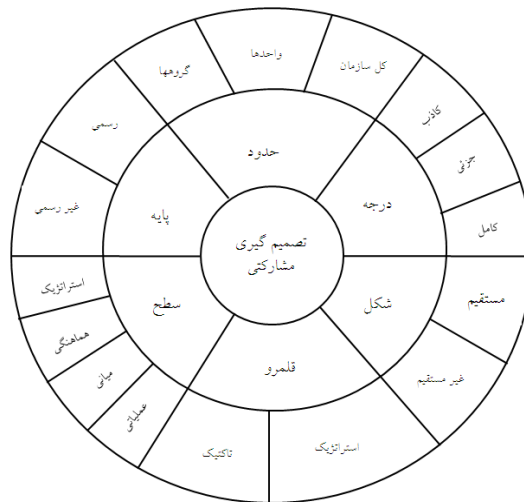 کل سازمان
واحدها
گروهها
رسمی
غیر رسمی
استراتژیک
هماهنگی
میانی
عملیاتی
تاکتیک
استراتژیک
غیر مستقیم
مستقیم
کامل
جزئی
کاذب
حدود
پایه
سطح
قلمرو
شکل
درجه
تصمیم گیری
مشارکتی